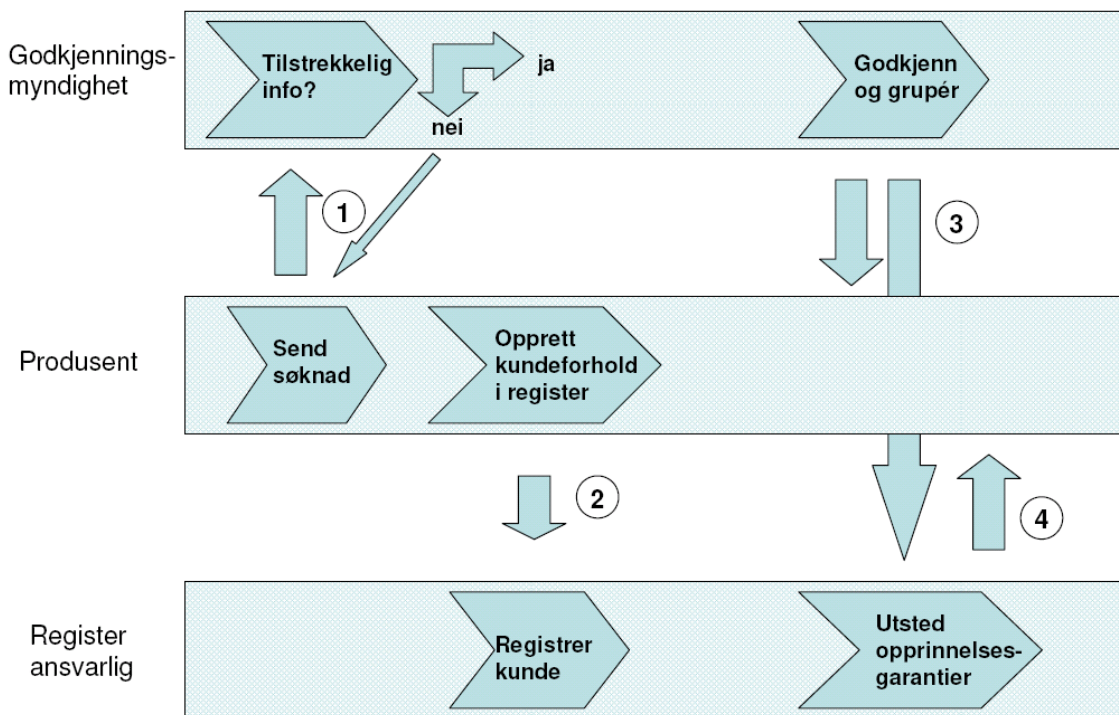 Godkjennings-
myndighet
Tilstrekkelig
info?
ja
nei
Godkjenn
og grupér
1
3
Produsent
Send
søknad
Opprett
kundeforhold
i register
2
4
Register
ansvarlig
Registrer
kunde
Utsted
opprinnelses-
garantier